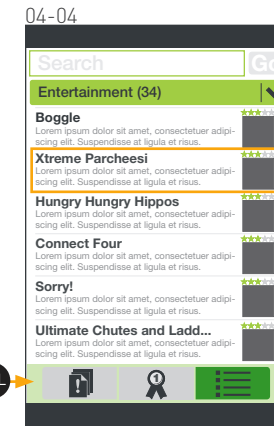 04-04
Search Go
Entertainment (34)
Boggle
Lorem ipsum dolor sit amet, consectetuer adipi-
scing elit. Suspendisse at ligula et risus.
Xtreme Parcheesi
Lorem ipsum dolor sit amet, consectetuer adipi-
scing elit. Suspendisse at ligula et risus.
Hungry Hungry Hippos
Lorem ipsum dolor sit amet, consectetuer adipi-
scing elit. Suspendisse at ligula et risus.
Connect Four
Lorem ipsum dolor sit amet, consectetuer adipi-
scing elit. Suspendisse at ligula et risus.
Sorry!
Lorem ipsum dolor sit amet, consectetuer adipi-
scing elit. Suspendisse at ligula et risus.
Ultimate Chutes and Ladd...
Lorem ipsum dolor sit amet, consectetuer adipi-
scing elit. Suspendisse at ligula et risus.
! 1